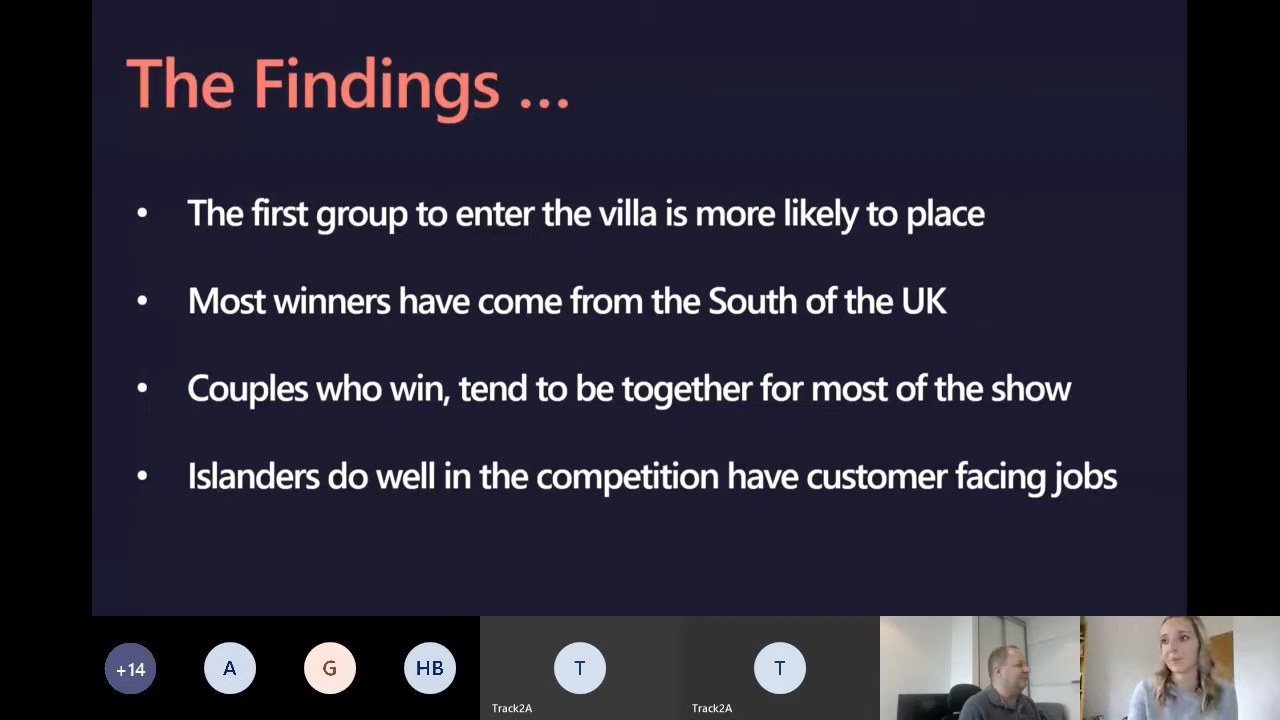 The Findings ...
• The first group to enter the villa is more likely to place
• Most winners have come from the South of the UK
• Couples who win, tend to be together for most of the show
• Islanders do well in the competition have customer facing jobs
+14
A
G
HB
T
T
Track2A
Track2A